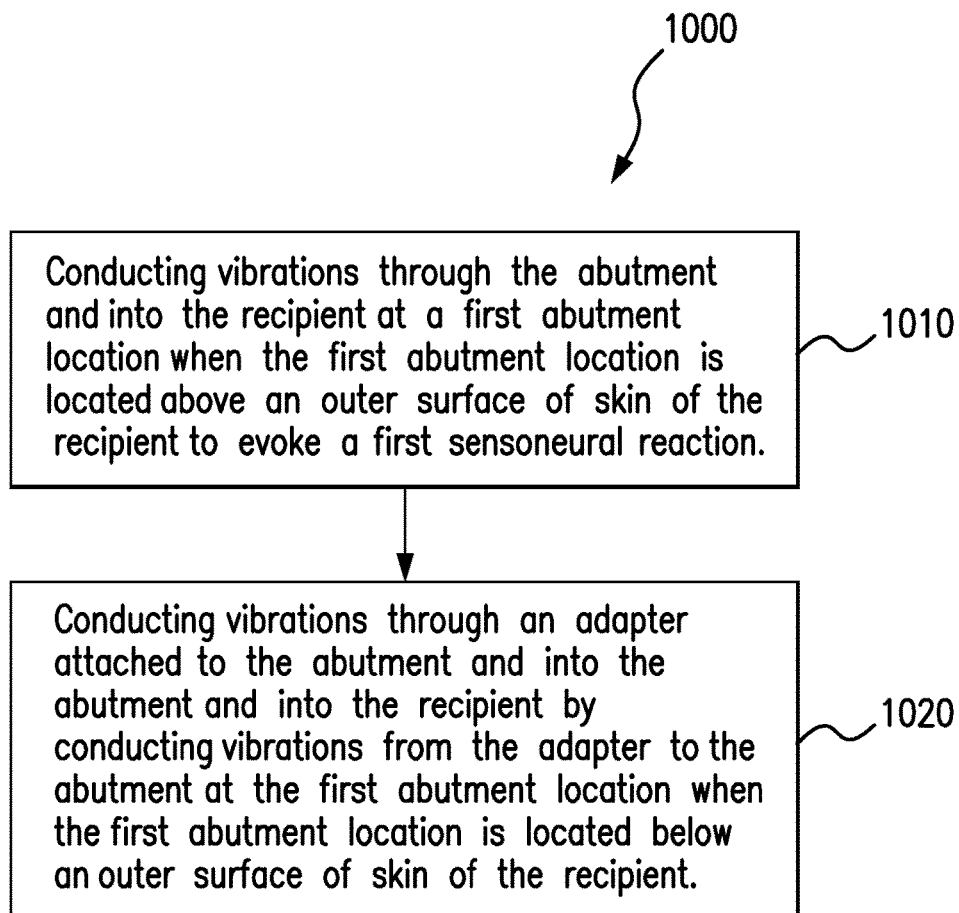 1000
Conducting vibrations through the abutment
and into the recipient at a first abutment
location when the first abutment location is
located above an outer surface of skin of the
recipient to evoke a first sensoneural reaction.
1010
Conducting vibrations through an adapter
attached to the abutment and into the
abutment and into the recipient by
conducting vibrations from the adapter to the
abutment at the first abutment location when
the first abutment location is located below
an outer surface of skin of the recipient.
1020